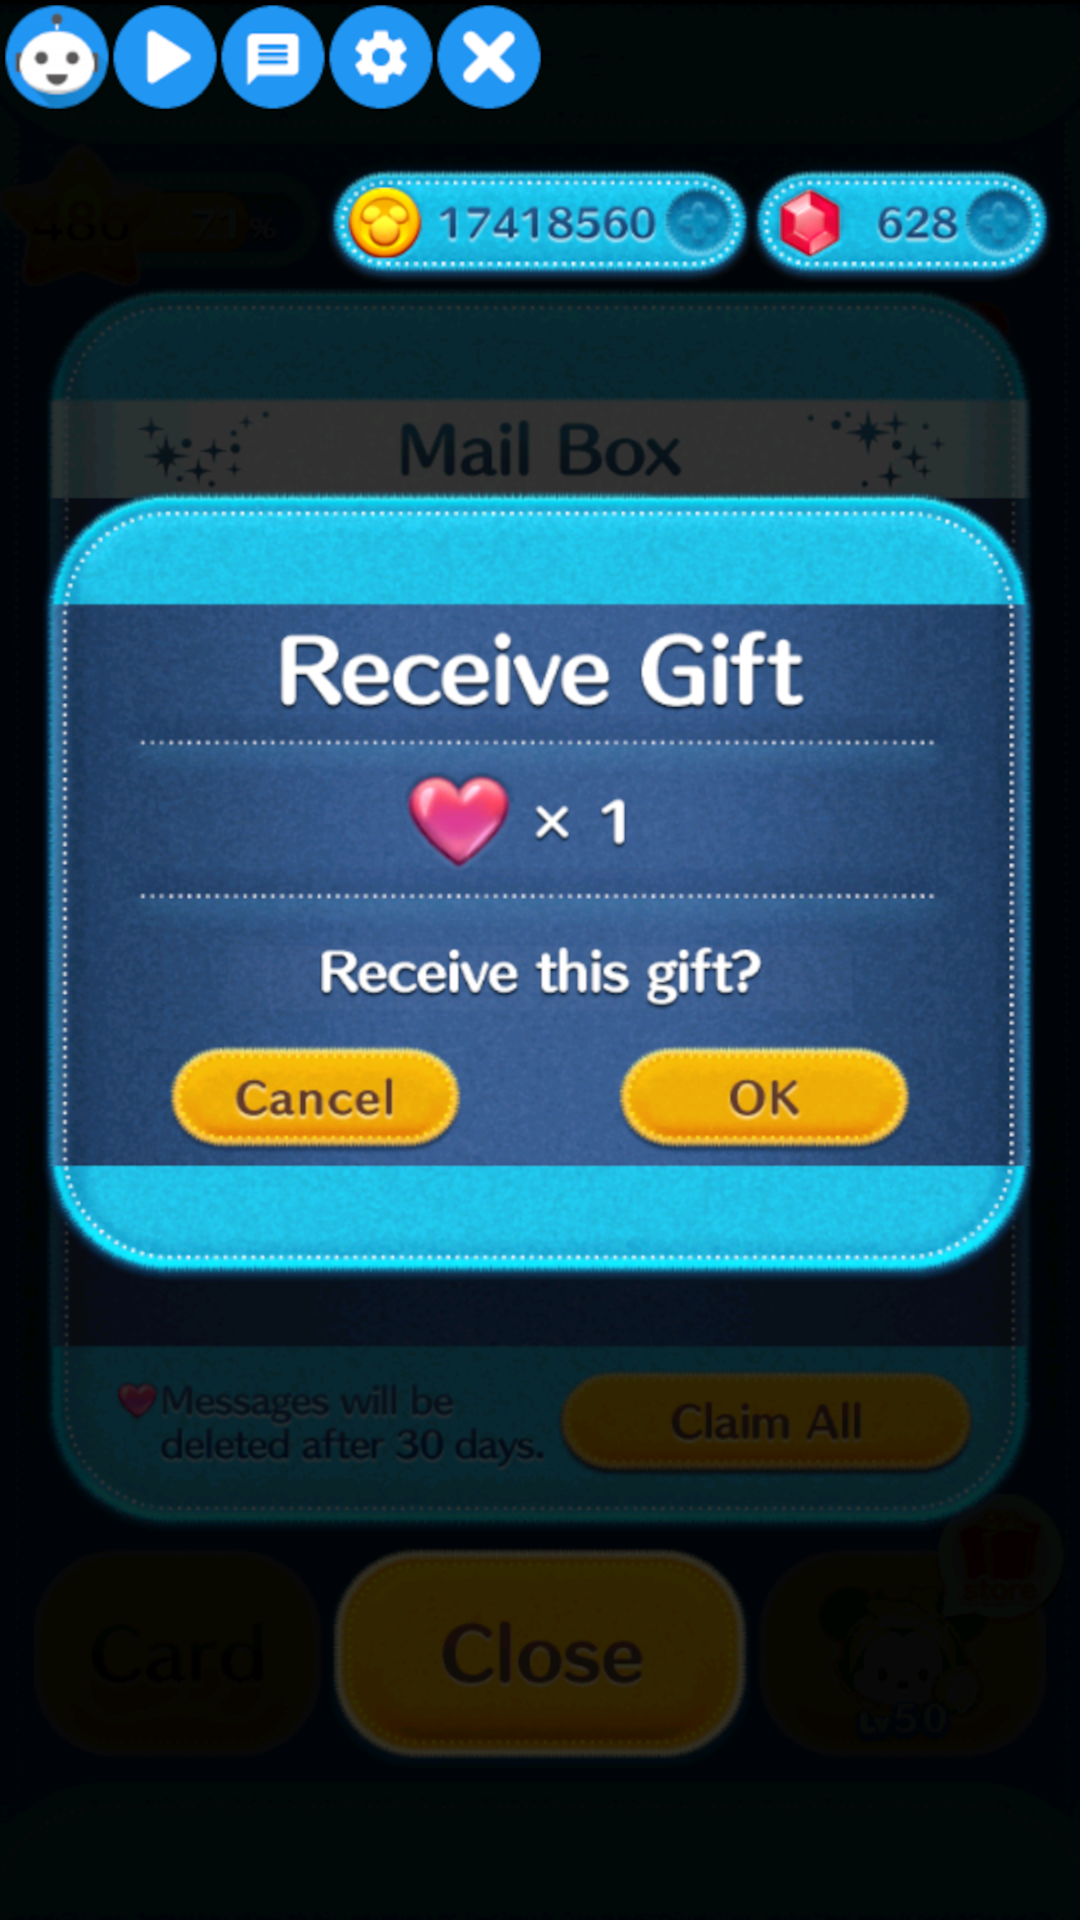 486 71%
17418560
628
Mail Box
Receive Gift
× 1
Receive this gift?
Cancel
OK
Messages will be
deleted after 30 days.
Claim All
store
Card
Close
Lv50